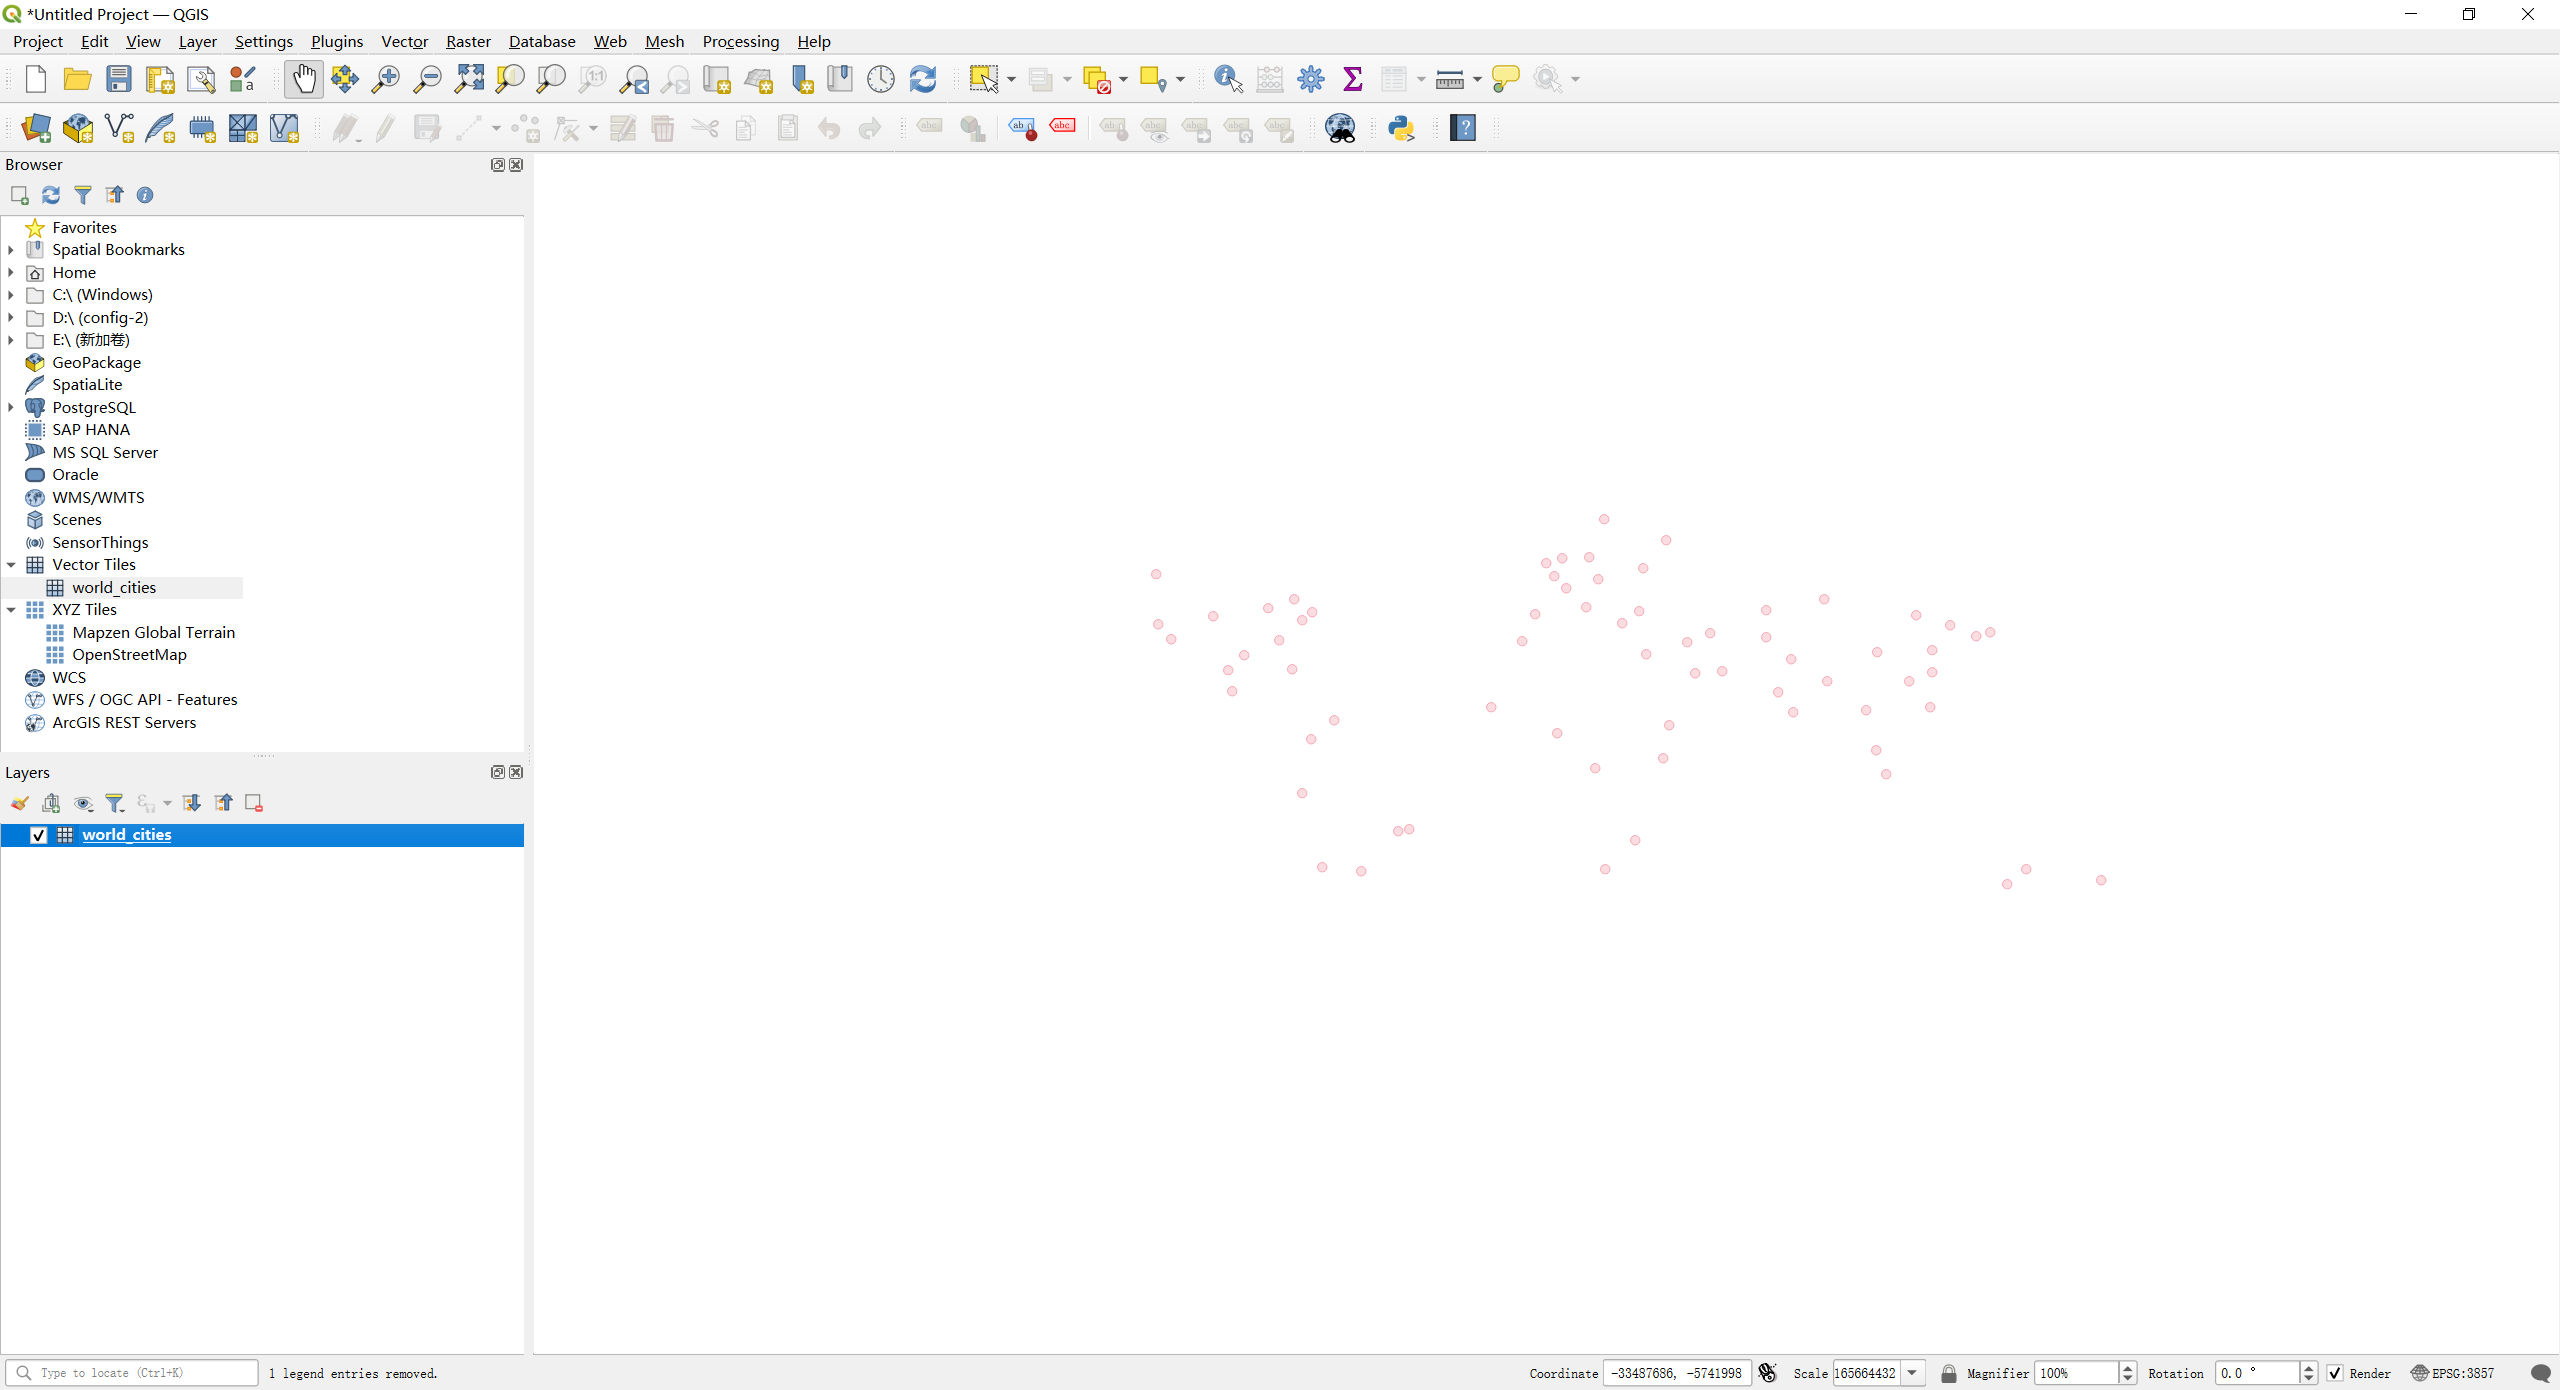 *Untitled Project — QGIS
Project Edit View Layer Settings Plugins Vector Raster Database Web Mesh Processing Help
Browser
Favorites
Spatial Bookmarks
Home
C:\ (Windows)
D:\ (config-2)
E:\ (新加卷)
GeoPackage
SpatiaLite
PostgreSQL
SAP HANA
MS SQL Server
Oracle
WMS/WMTS
Scenes
SensorThings
Vector Tiles
world_cities
XYZ Tiles
Mapzen Global Terrain
OpenStreetMap
WCS
WFS / OGC API - Features
ArcGIS REST Servers
Layers
world_cities
Type to locate (Ctrl+K) 1 legend entries removed. Coordinate -33487686, -5741998 Scale 165664432 Magnifier 100% Rotation 0.0 ° Render EPSG:3857